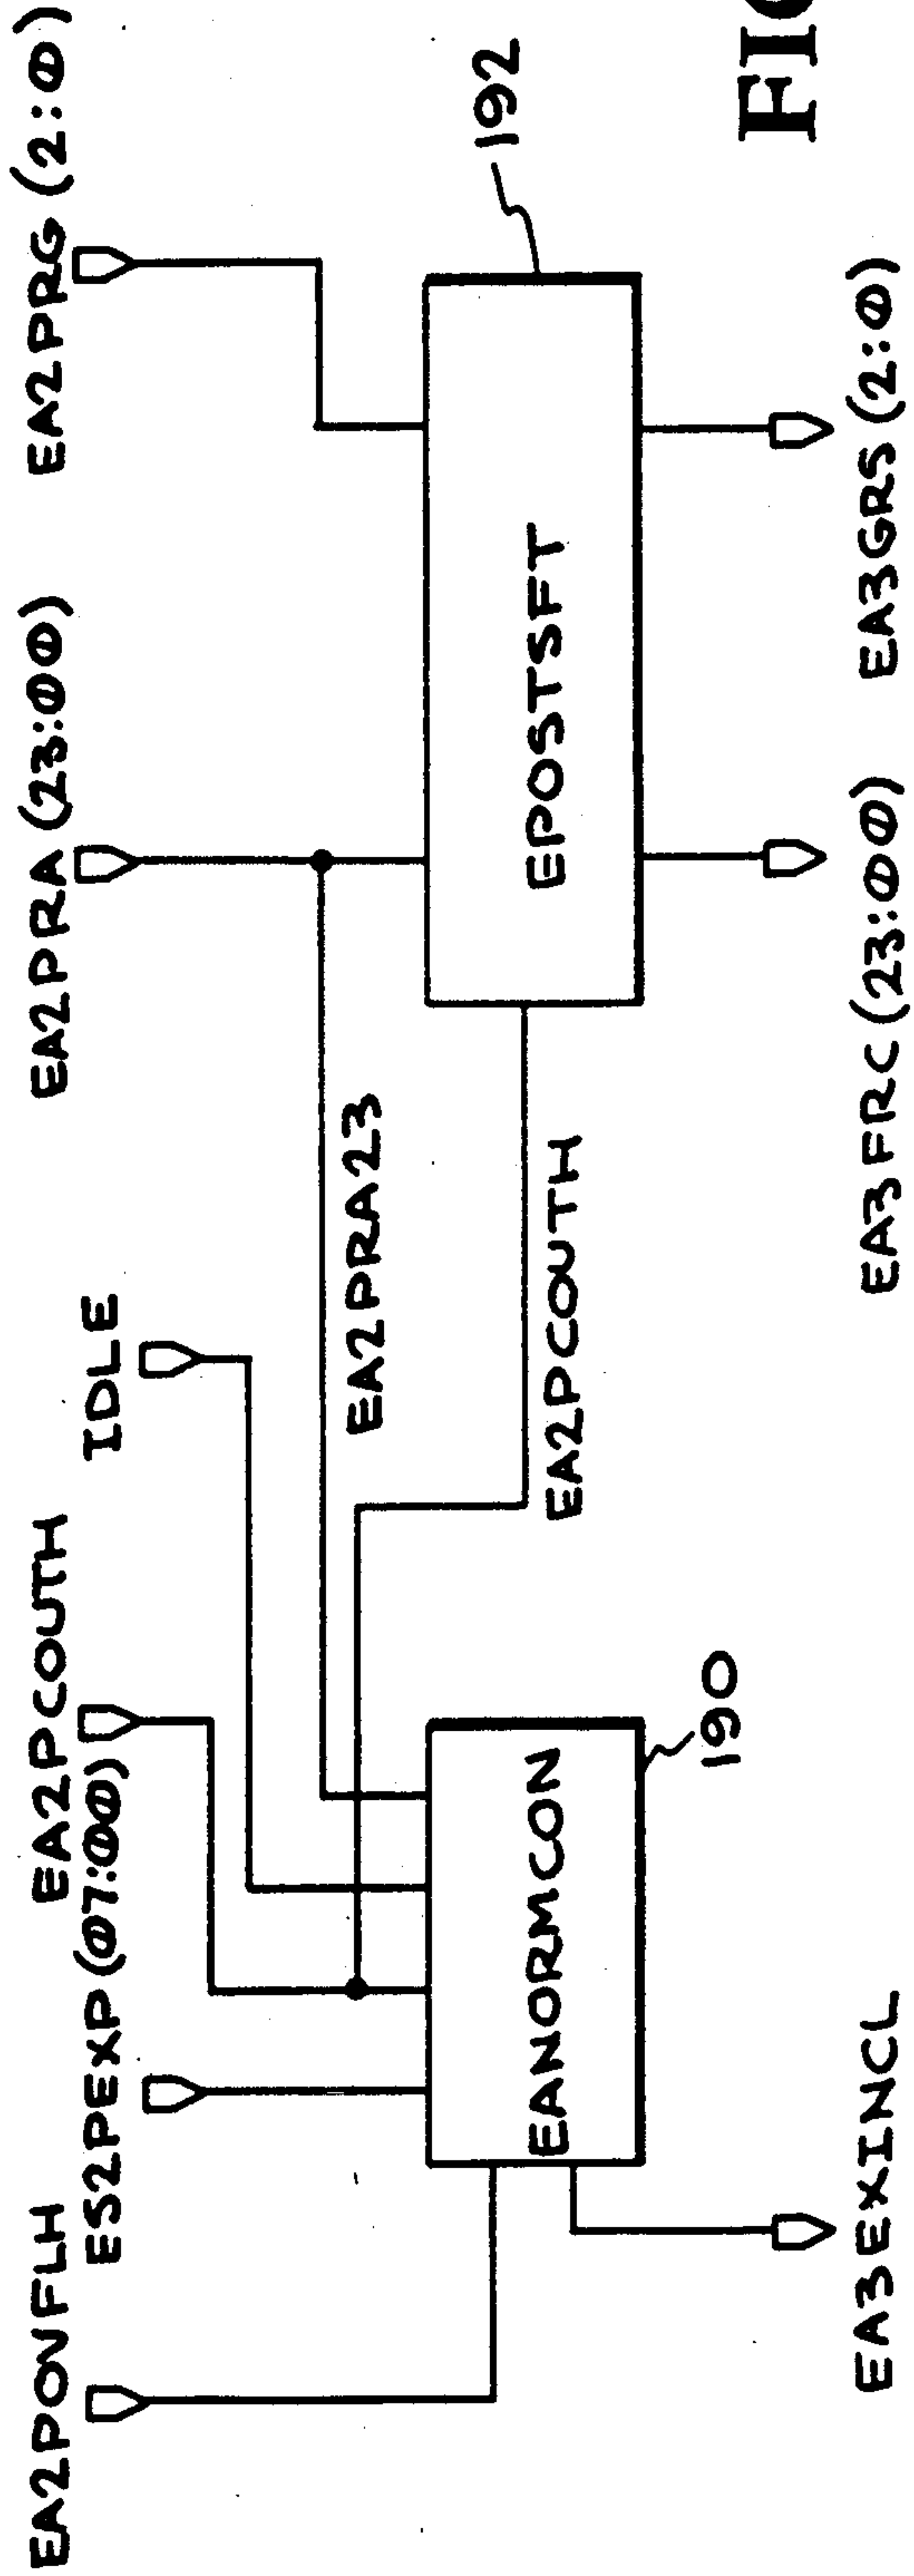 EA2POVFLH
EA2PCOUTH
ES2PEXP (07:00)
IDLE
EA2PRA (23:00)
EA2PRG (2:0)
EA2PRA23
EA2PCOUTH
EANORMCON
190
EPOSTSFT
192
EA3EXINCL
EA3FRC (23:00)
EA3GRS (2:0)